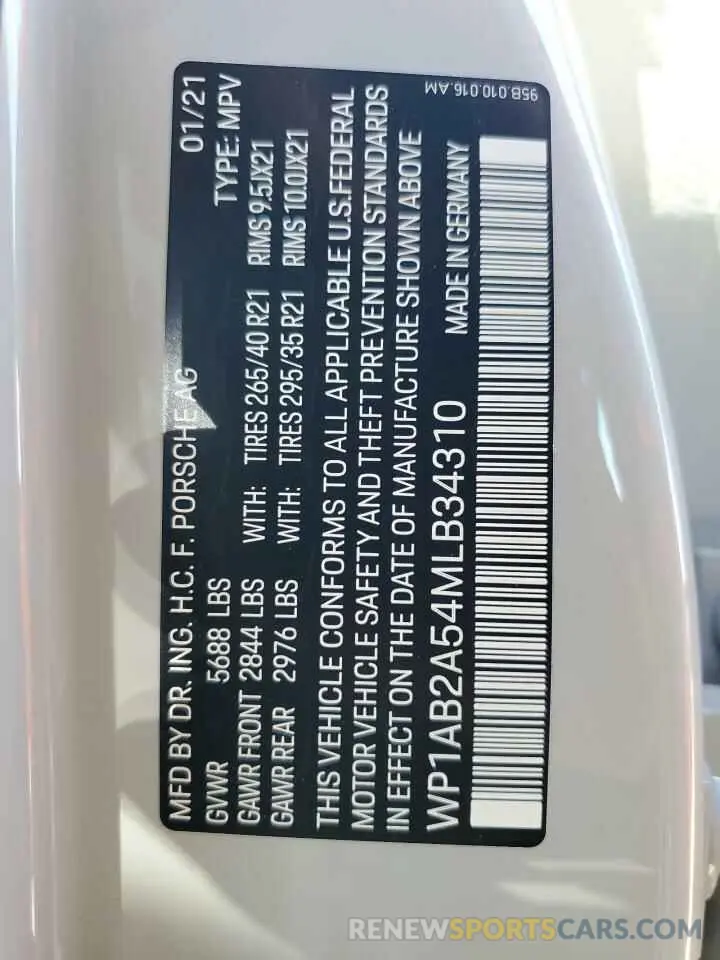 MFD BY DR. ING. H.C. F. PORSCHE AG 01/21
GVWR 5688 LBS TYPE: MPV
GAWR FRONT 2844 LBS WITH: TIRES 265/40 R21 RIMS 9.5JX21
GAWR REAR 2976 LBS WITH: TIRES 295/35 R21 RIMS 10.0JX21
THIS VEHICLE CONFORMS TO ALL APPLICABLE U.S.FEDERAL
MOTOR VEHICLE SAFETY AND THEFT PREVENTION STANDARDS
IN EFFECT ON THE DATE OF MANUFACTURE SHOWN ABOVE
WP1AB2A54MLB34310 MADE IN GERMANY
95B.010.016.AM
RENEWSPORTSCARS.COM